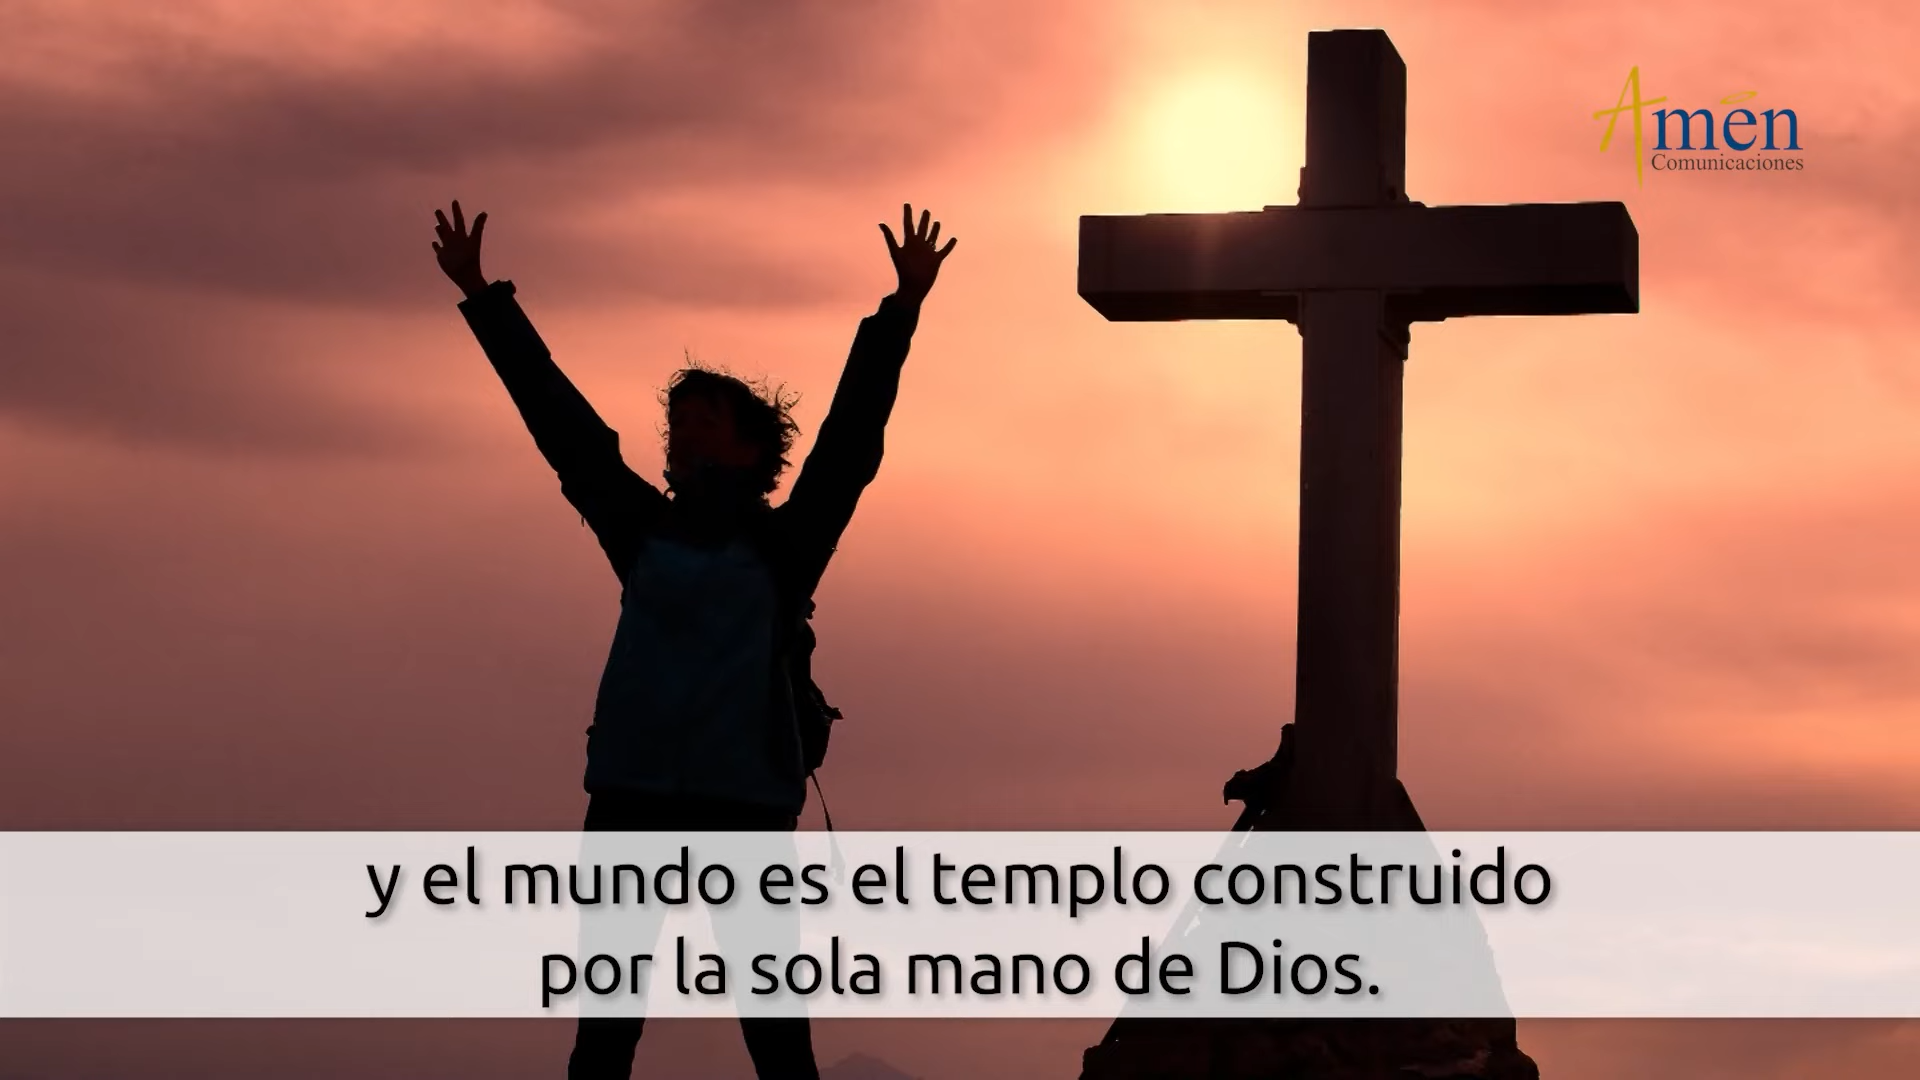 Amén
Comunicaciones
y el mundo es el templo construido
por la sola mano de Dios.